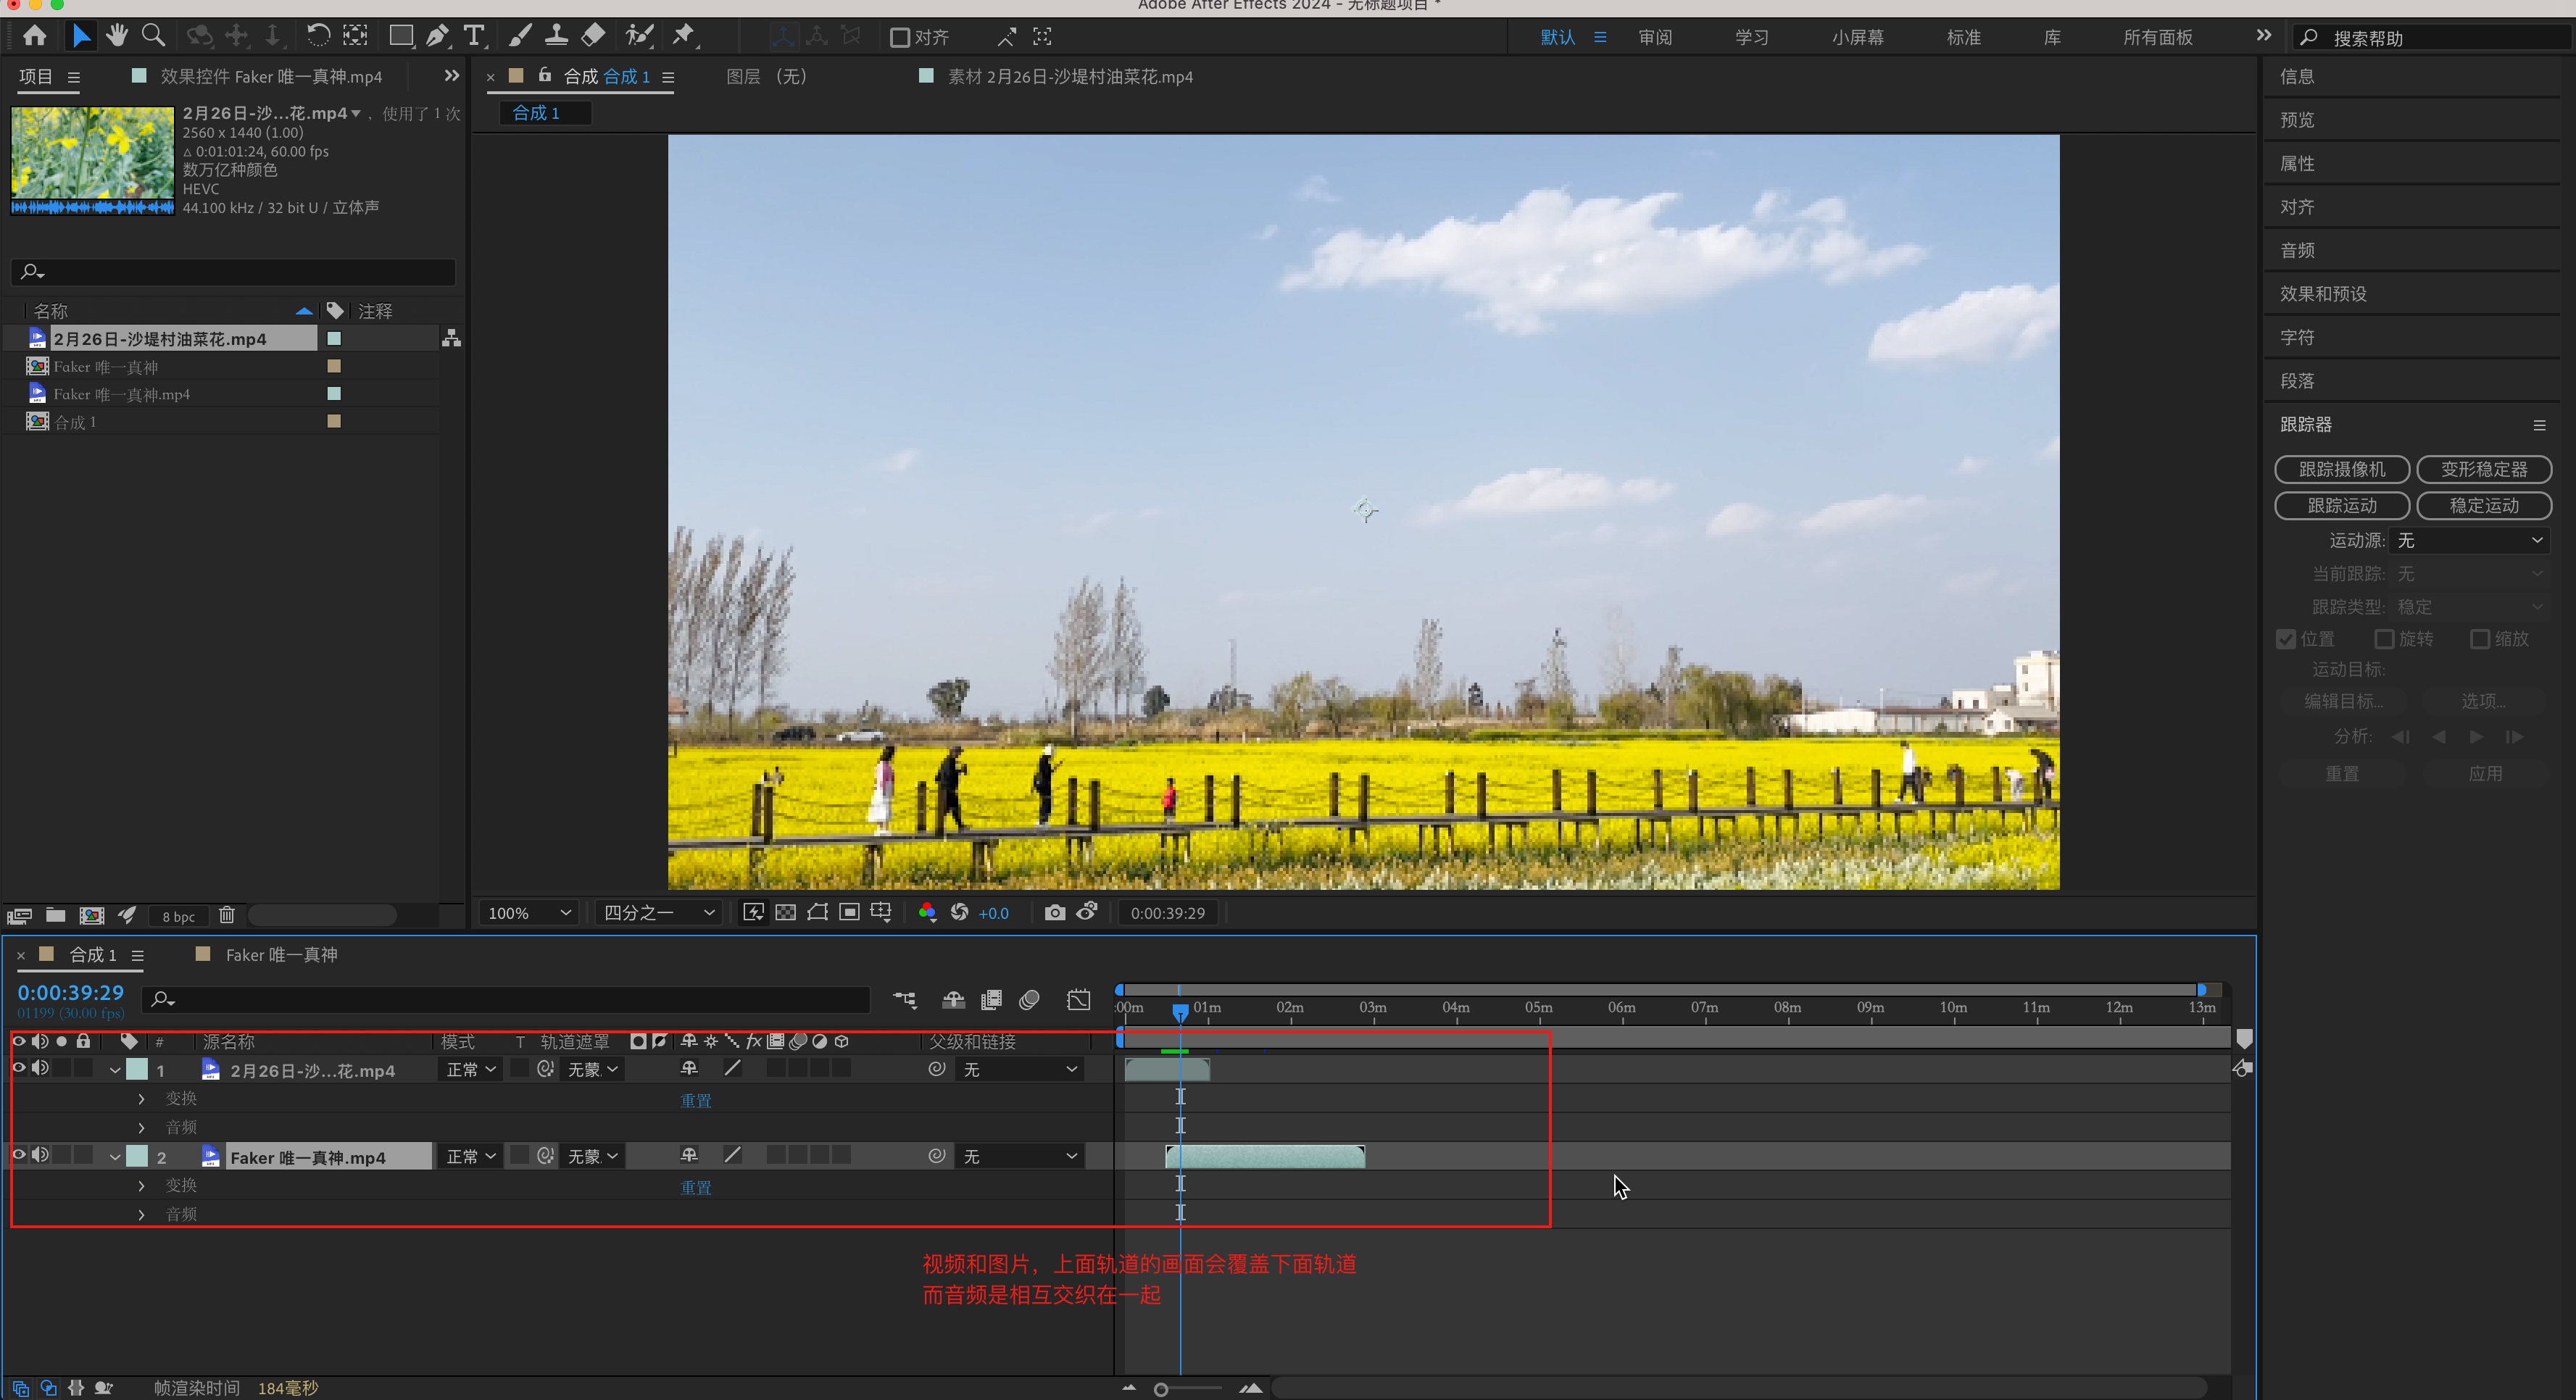 Adobe After Effects 2024 - 无标题项目 *
对齐
默认
审阅
学习
小屏幕
标准
库
所有面板
搜索帮助
项目
效果控件 Faker 唯一真神.mp4
合成 合成 1
图层 （无）
素材 2月26日-沙堤村油菜花.mp4
合成 1
2月26日-沙...花.mp4 ，使用了 1 次
2560 x 1440 (1.00)
△ 0:01:01:24, 60.00 fps
数万亿种颜色
HEVC
44.100 kHz / 32 bit U / 立体声
名称
注释
2月26日-沙堤村油菜花.mp4
Faker 唯一真神
Faker 唯一真神.mp4
合成 1
8 bpc
100%
四分之一
+0.0
0:00:39:29
信息
预览
属性
对齐
音频
效果和预设
字符
段落
跟踪器
跟踪摄像机
变形稳定器
跟踪运动
稳定运动
运动源: 无
当前跟踪: 无
跟踪类型: 稳定
位置
旋转
缩放
运动目标:
编辑目标...
选项...
分析:
重置
应用
合成 1
Faker 唯一真神
0:00:39:29
01199 (30.00 fps)
:00m 01m 02m 03m 04m 05m 06m 07m 08m 09m 10m 11m 12m 13m
# 源名称 模式 T 轨道遮罩 fx 父级和链接
1 2月26日-沙...花.mp4 正常 无蒙 无
变换 重置
音频
2 Faker 唯一真神.mp4 正常 无蒙 无
变换 重置
音频
视频和图片，上面轨道的画面会覆盖下面轨道
而音频是相互交织在一起
帧渲染时间 184毫秒